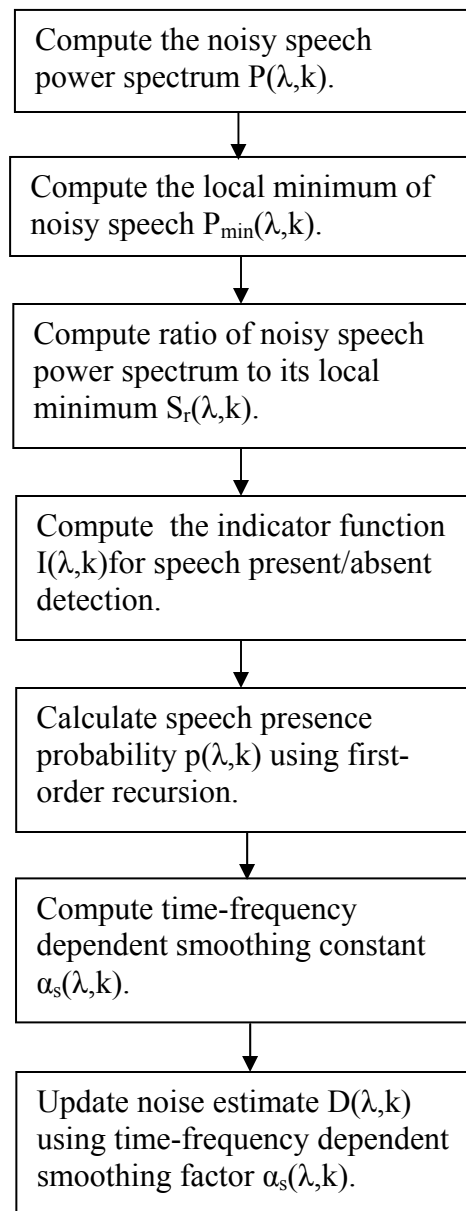 Compute the noisy speech
power spectrum P(λ,k).
Compute the local minimum of
noisy speech Pmin(λ,k).
Compute ratio of noisy speech
power spectrum to its local
minimum Sr(λ,k).
Compute the indicator function
I(λ,k)for speech present/absent
detection.
Calculate speech presence
probability p(λ,k) using first-
order recursion.
Compute time-frequency
dependent smoothing constant
αs(λ,k).
Update noise estimate D(λ,k)
using time-frequency dependent
smoothing factor αs(λ,k).